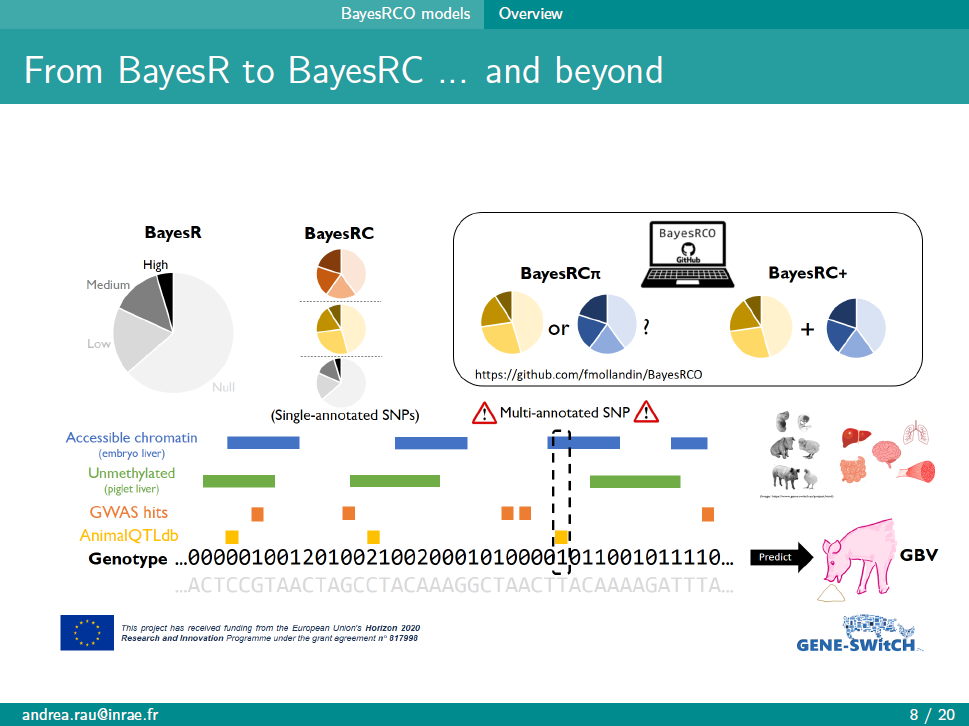 BayesRCO models Overview
From BayesR to BayesRC ... and beyond
BayesR
High
Medium
Low
Null
BayesRC
(Single-annotated SNPs)
BayesRCO
GitHub
BayesRCπ
or
?
BayesRC+
+
https://github.com/fmollandin/BayesRCO
Multi-annotated SNP
Accessible chromatin
(embryo liver)
Unmethylated
(piglet liver)
GWAS hits
AnimalQTLdb
Genotype ...000001001201002100200010100001011001011110...
...ACTCCGTAACTAGCCTACAAAGGCTAACTTACAAAAGATTTA...
Predict
GBV
This project has received funding from the European Union's Horizon 2020
Research and Innovation Programme under the grant agreement n° 817998
GENE-SWitCH
andrea.rau@inrae.fr 8 / 20